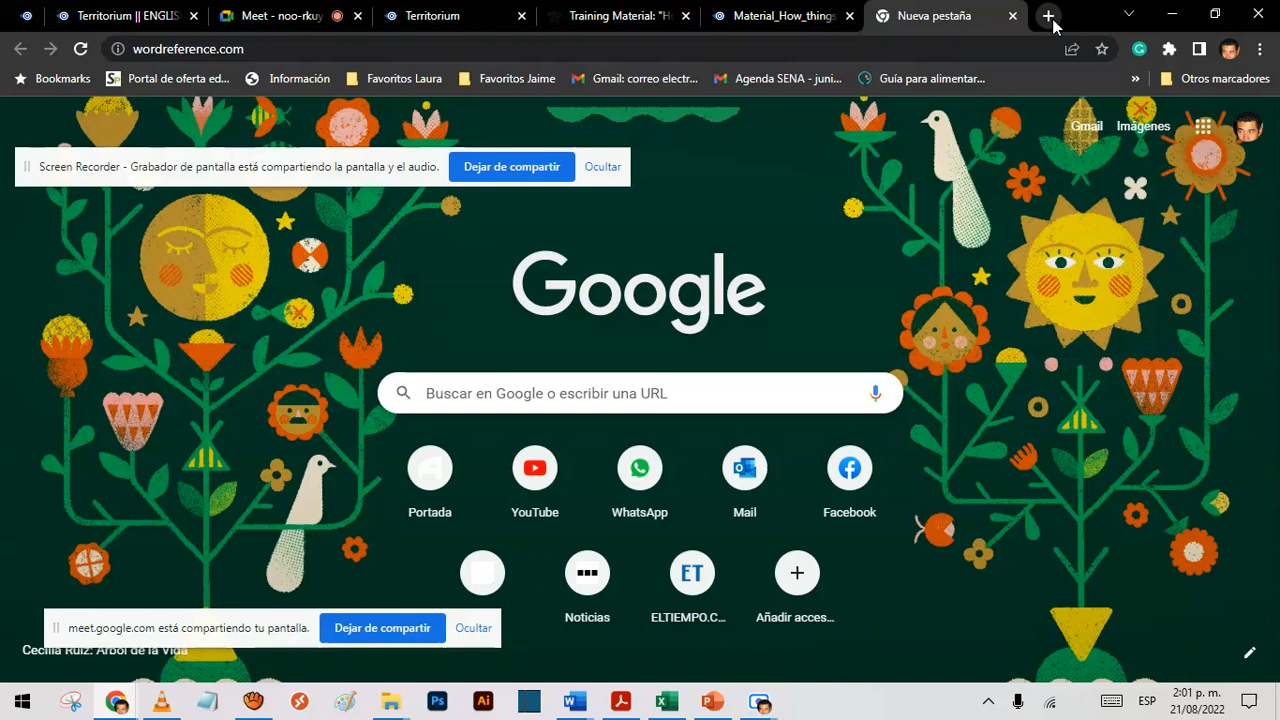 Territorium || ENGLIS
Meet - noo-rkuy
Territorium
Training Material: "Ho
Material_How_things
Nueva pestaña
wordreference.com
Bookmarks
Portal de oferta ed...
Información
Favoritos Laura
Favoritos Jaime
Gmail: correo electr...
Agenda SENA - juni...
Guía para alimentar...
»
Otros marcadores
Gmail
Imágenes
Screen Recorder - Grabador de pantalla está compartiendo la pantalla y el audio.
Dejar de compartir
Ocultar
Google
Buscar en Google o escribir una URL
Portada
YouTube
WhatsApp
Mail
Facebook
ET
Noticias
ELTIEMPO.C...
Añadir acces...
meet.google.com está compartiendo tu pantalla.
Dejar de compartir
Ocultar
Cecilia Ruiz: Árbol de la Vida
Ps
Ai
ESP
2:01 p. m.
21/08/2022